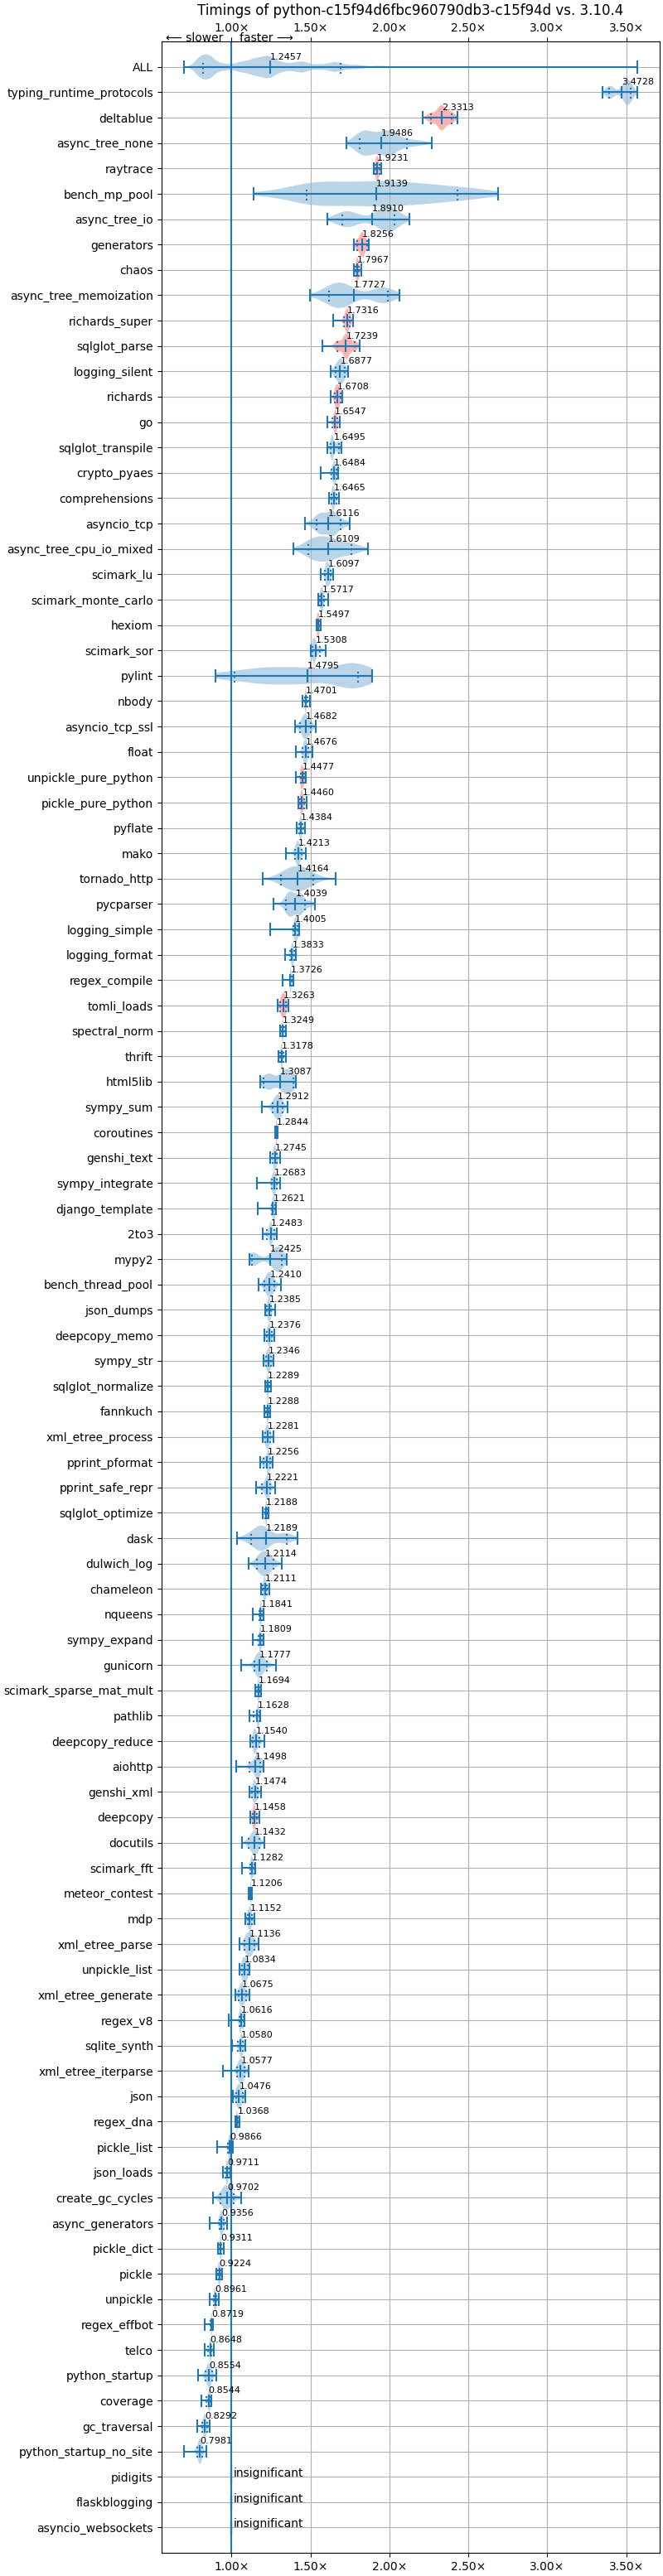 Timings of python-c15f94d6fbc960790db3-c15f94d vs. 3.10.4
1.00× 1.50× 2.00× 2.50× 3.00× 3.50×
⟵ slower faster ⟶
ALL 1.2457
typing_runtime_protocols 3.4728
deltablue 2.3313
async_tree_none 1.9486
raytrace 1.9231
bench_mp_pool 1.9139
async_tree_io 1.8910
generators 1.8256
chaos 1.7967
async_tree_memoization 1.7727
richards_super 1.7316
sqlglot_parse 1.7239
logging_silent 1.6877
richards 1.6708
go 1.6547
sqlglot_transpile 1.6495
crypto_pyaes 1.6484
comprehensions 1.6465
asyncio_tcp 1.6116
async_tree_cpu_io_mixed 1.6109
scimark_lu 1.6097
scimark_monte_carlo 1.5717
hexiom 1.5497
scimark_sor 1.5308
pylint 1.4795
nbody 1.4701
asyncio_tcp_ssl 1.4682
float 1.4676
unpickle_pure_python 1.4477
pickle_pure_python 1.4460
pyflate 1.4384
mako 1.4213
tornado_http 1.4164
pycparser 1.4039
logging_simple 1.4005
logging_format 1.3833
regex_compile 1.3726
tomli_loads 1.3263
spectral_norm 1.3249
thrift 1.3178
html5lib 1.3087
sympy_sum 1.2912
coroutines 1.2844
genshi_text 1.2745
sympy_integrate 1.2683
django_template 1.2621
2to3 1.2483
mypy2 1.2425
bench_thread_pool 1.2410
json_dumps 1.2385
deepcopy_memo 1.2376
sympy_str 1.2346
sqlglot_normalize 1.2289
fannkuch 1.2288
xml_etree_process 1.2281
pprint_pformat 1.2256
pprint_safe_repr 1.2221
sqlglot_optimize 1.2188
dask 1.2189
dulwich_log 1.2114
chameleon 1.2111
nqueens 1.1841
sympy_expand 1.1809
gunicorn 1.1777
scimark_sparse_mat_mult 1.1694
pathlib 1.1628
deepcopy_reduce 1.1540
aiohttp 1.1498
genshi_xml 1.1474
deepcopy 1.1458
docutils 1.1432
scimark_fft 1.1282
meteor_contest 1.1206
mdp 1.1152
xml_etree_parse 1.1136
unpickle_list 1.0834
xml_etree_generate 1.0675
regex_v8 1.0616
sqlite_synth 1.0580
xml_etree_iterparse 1.0577
json 1.0476
regex_dna 1.0368
pickle_list 0.9866
json_loads 0.9711
create_gc_cycles 0.9702
async_generators 0.9356
pickle_dict 0.9311
pickle 0.9224
unpickle 0.8961
regex_effbot 0.8719
telco 0.8648
python_startup 0.8554
coverage 0.8544
gc_traversal 0.8292
python_startup_no_site 0.7981
pidigits insignificant
flaskblogging insignificant
asyncio_websockets insignificant
1.00× 1.50× 2.00× 2.50× 3.00× 3.50×